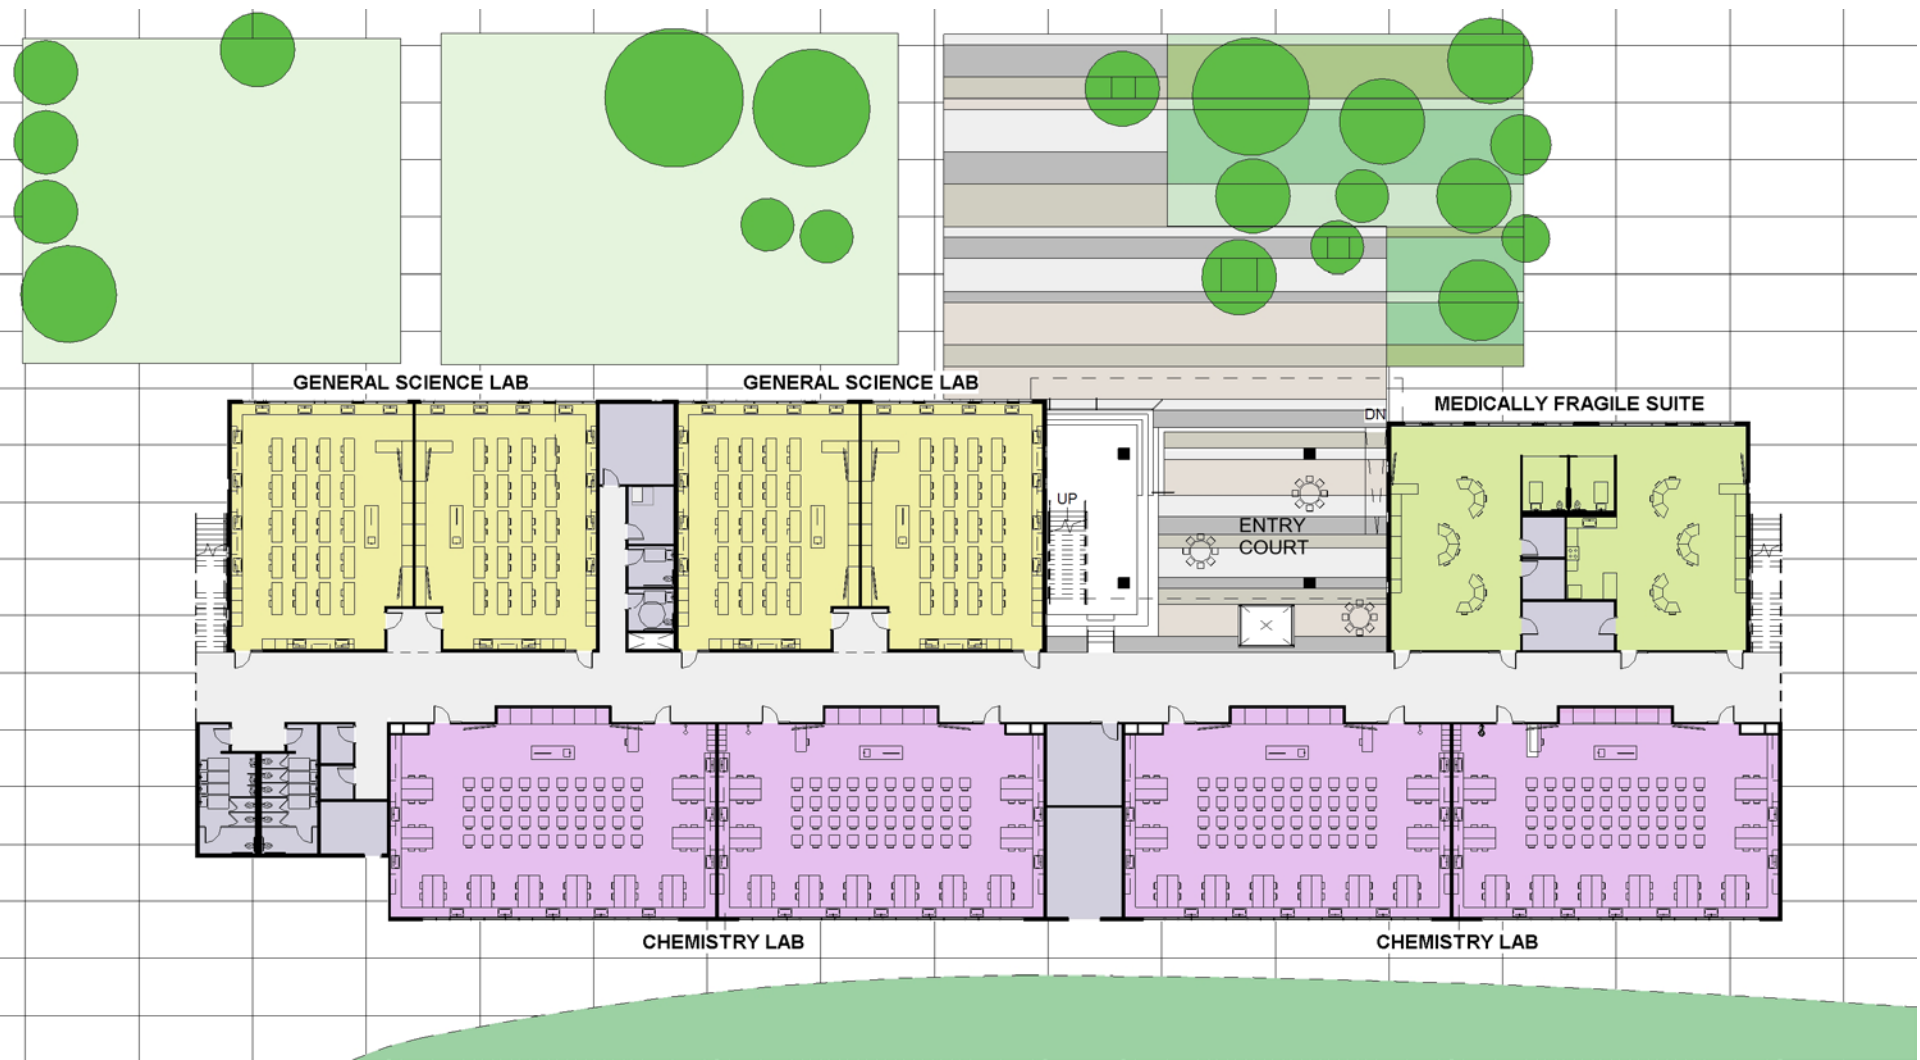 GENERAL SCIENCE LAB
GENERAL SCIENCE LAB
MEDICALLY FRAGILE SUITE
DN
UP
ENTRY
COURT
CHEMISTRY LAB
CHEMISTRY LAB